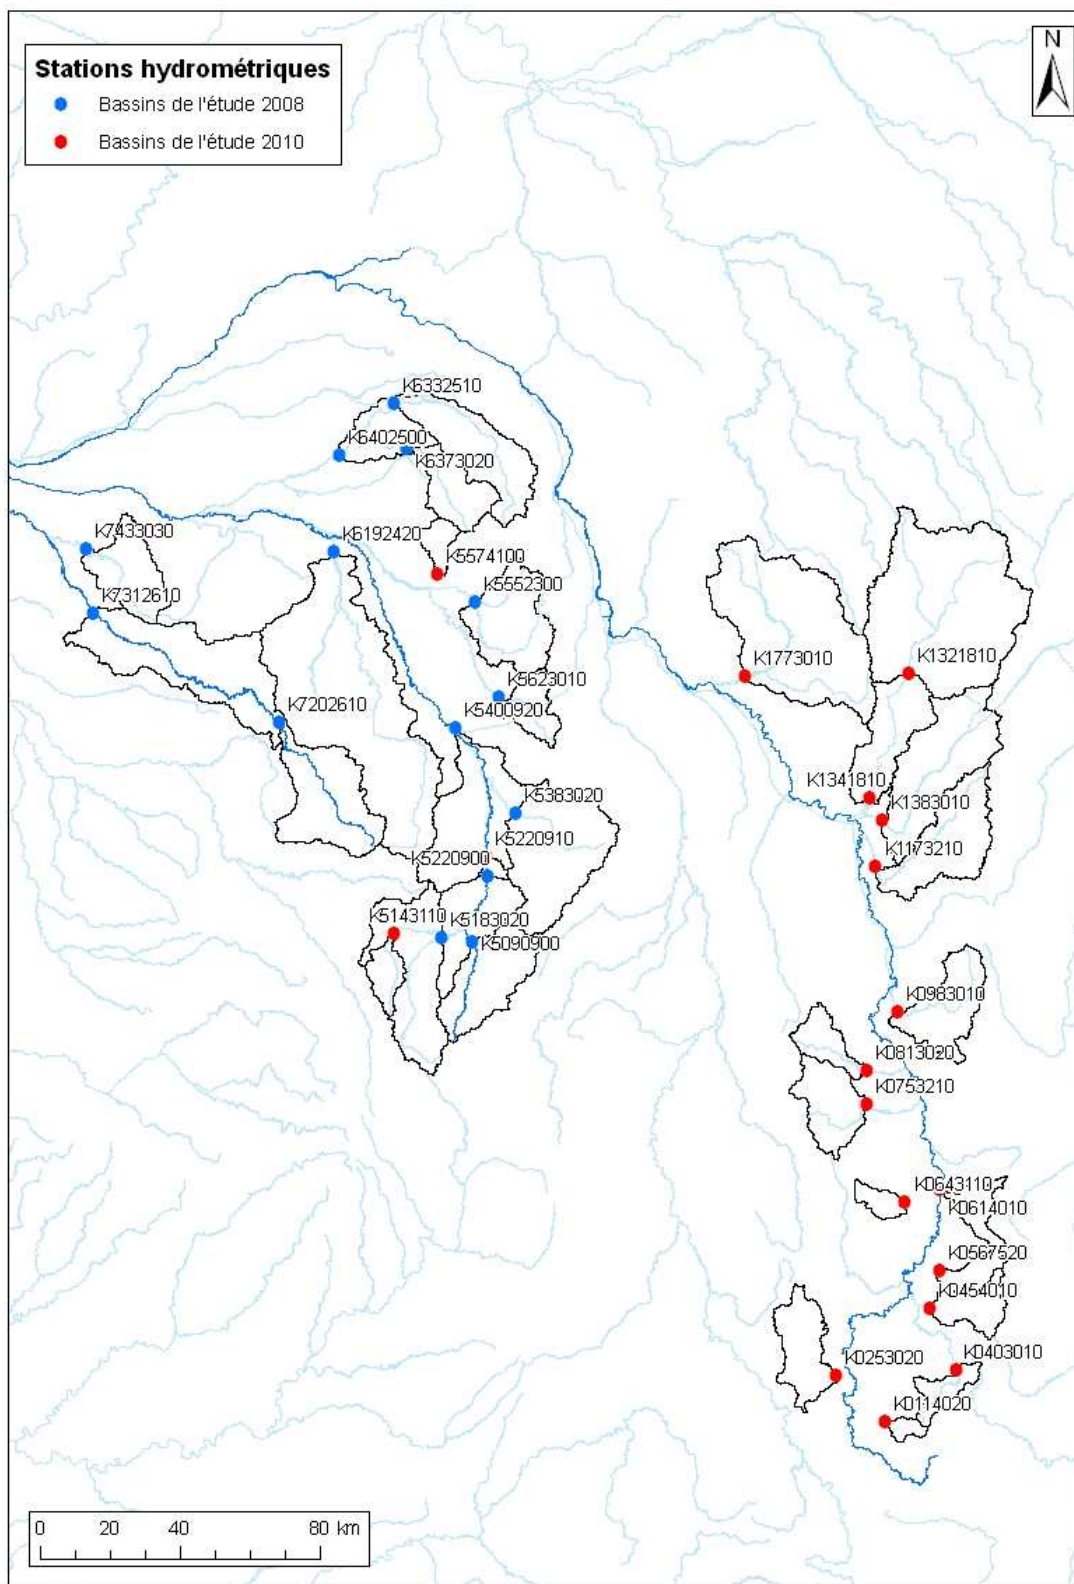 N
Stations hydrométriques
Bassins de l'étude 2008
Bassins de l'étude 2010
K6332510
K6402500
K6373020
K7433030
K6192420
K5574100
K5552300
K7312610
K1773010
K1321810
K5623010
K7202610
K5400920
K1341810
K5383020
K1383010
K5220910
K5220900
K1173210
K5143110
K5183020
K5090900
K0983010
K0813020
K0753210
K0643110
K0614010
K0567520
K0454010
K0253020
K0403010
K0114020
0 20 40 80 km